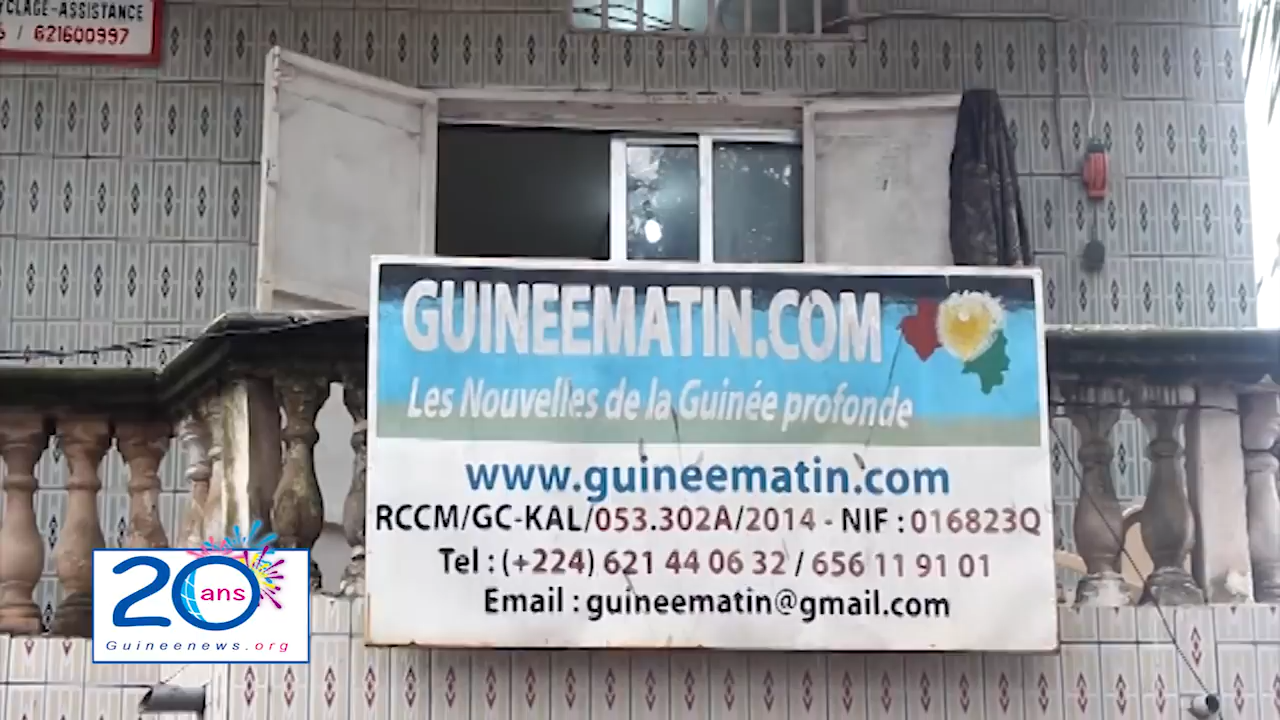 CLAGE-ASSISTANCE
/ 621600997
GUINEEMATIN.COM
Les Nouvelles de la Guinée profonde
www.guineematin.com
RCCM/GC-KAL/053.302A/2014 - NIF : 016823Q
Tel : (+224) 621 44 06 32 / 656 11 91 01
Email : guineematin@gmail.com
20 ans
Guineenews.org